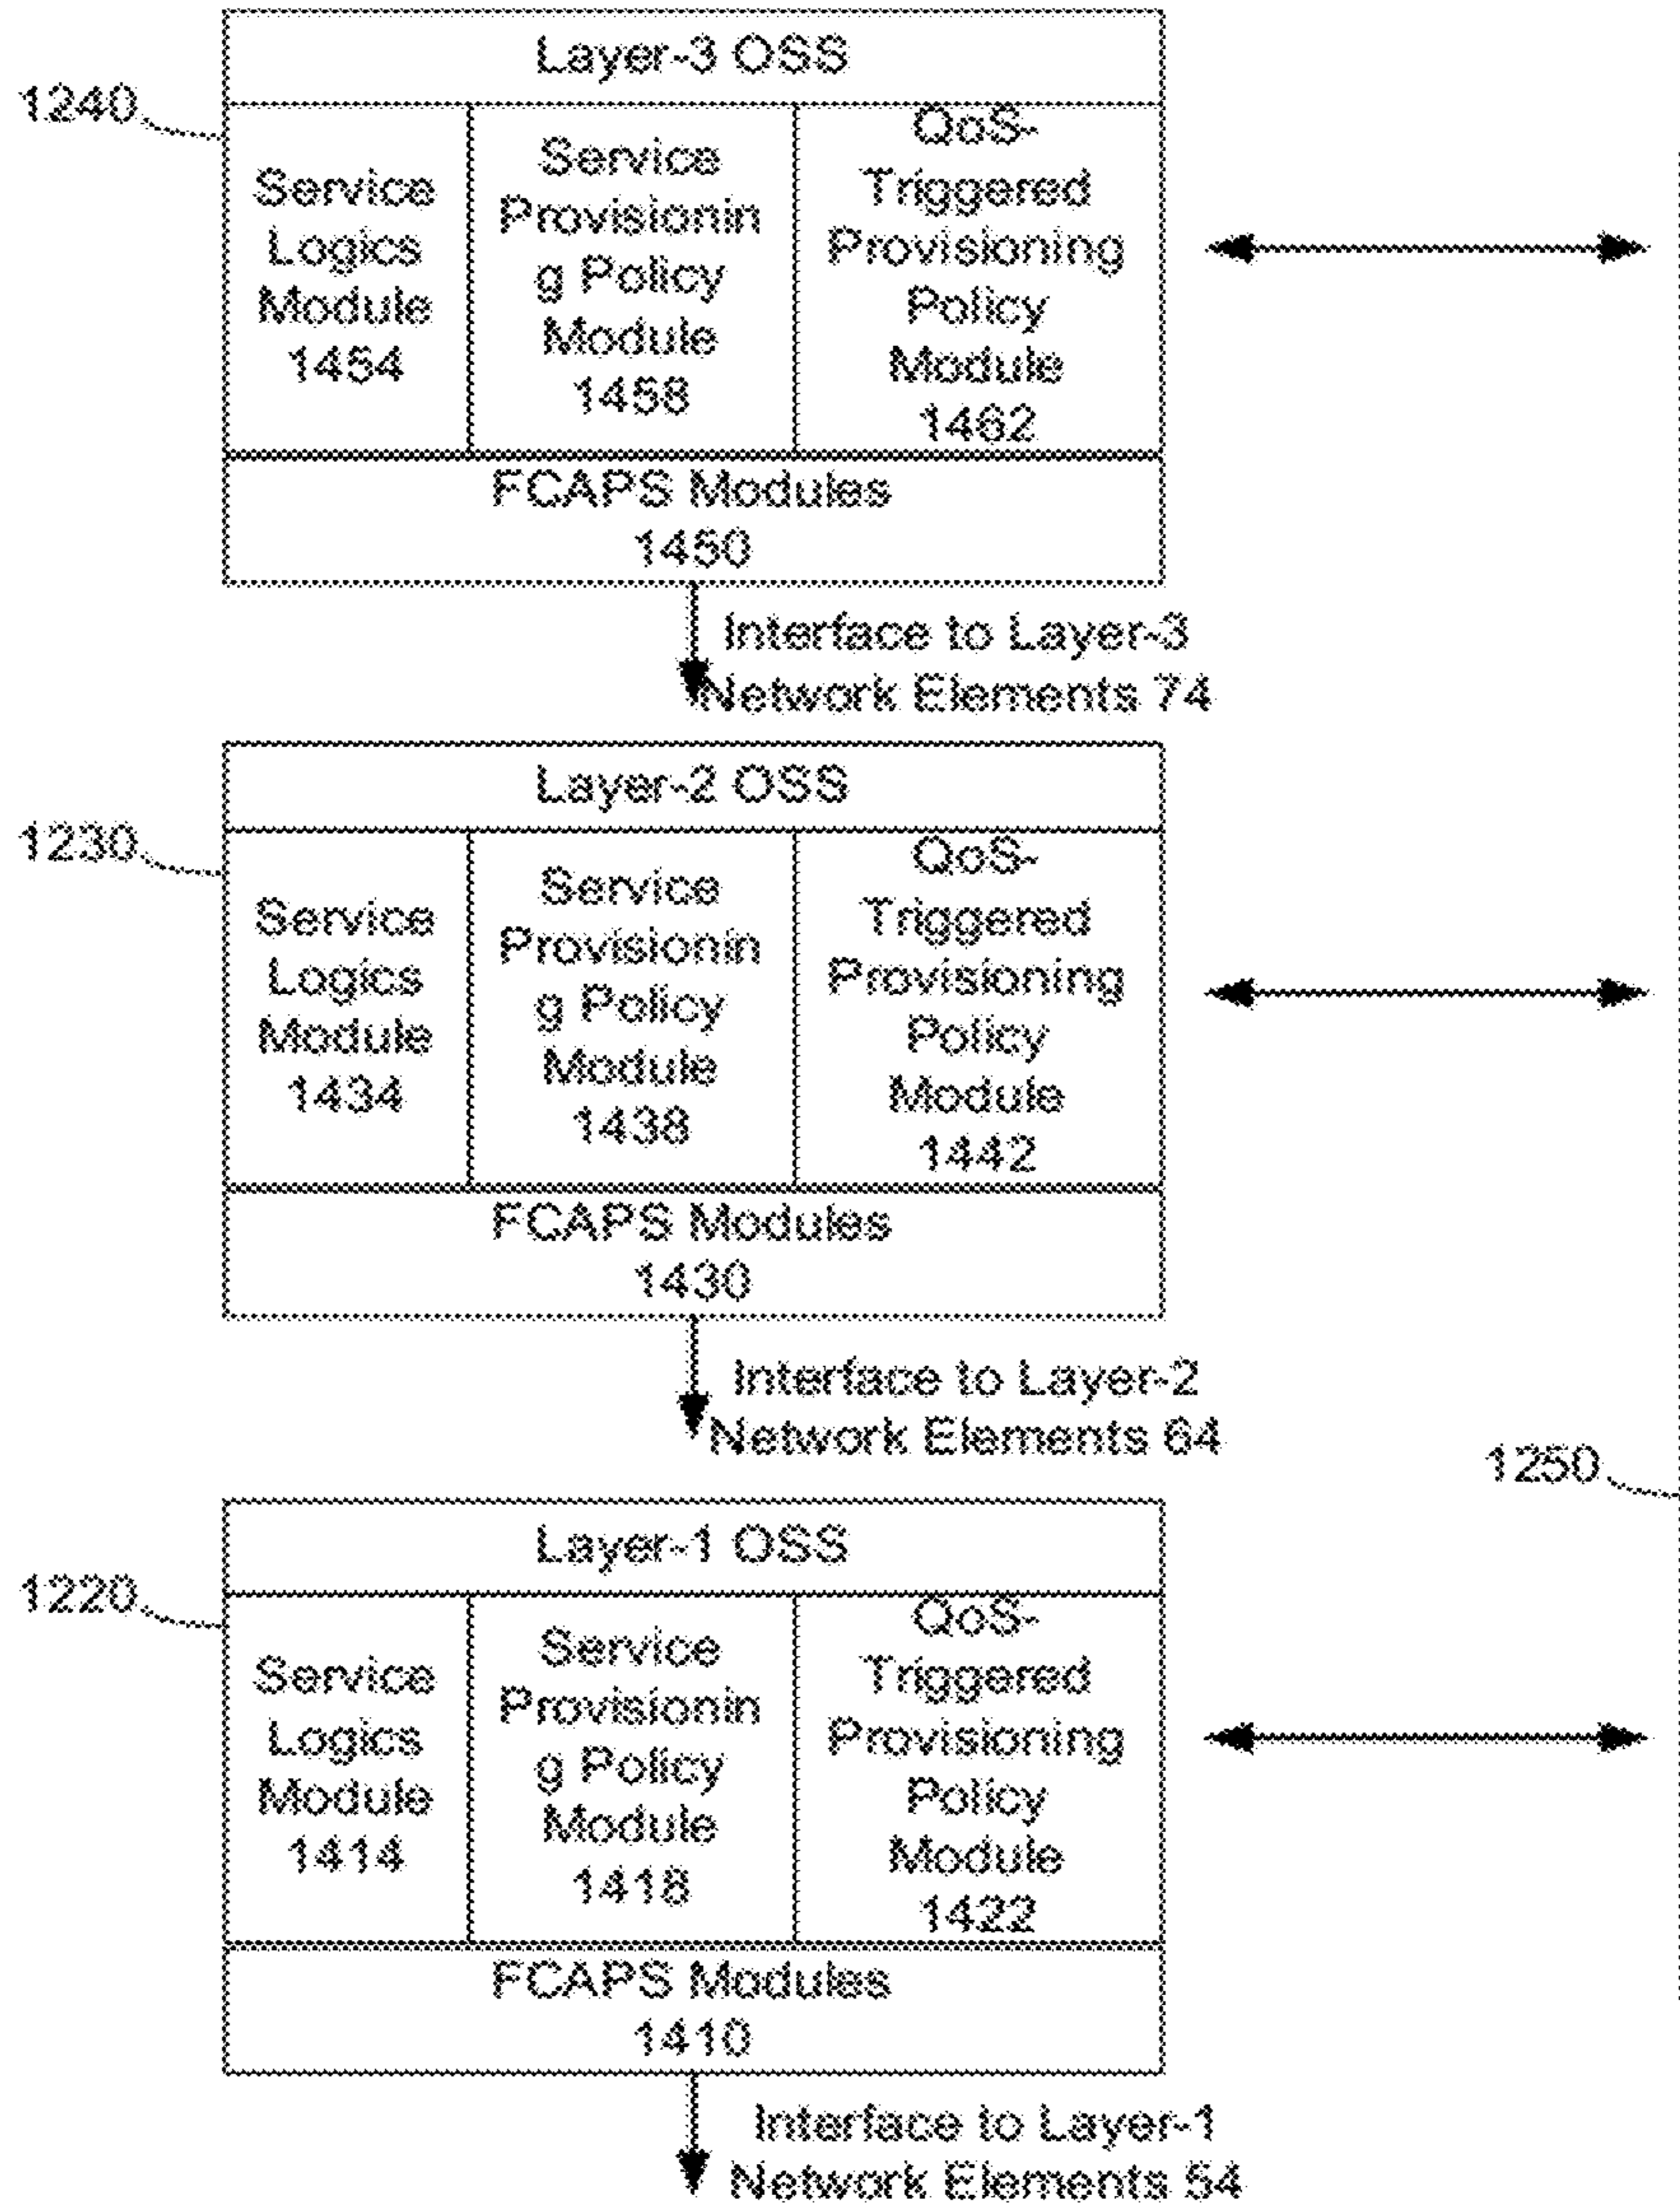 Layer-3 OSS
1240
Service
Logics
Module
1454
Service
Provisionin
g Policy
Module
1458
QoS-
Triggered
Provisioning
Policy
Module
1462
FCAPS Modules
1450
Interface to Layer-3
Network Elements 74
Layer-2 OSS
1230
Service
Logics
Module
1434
Service
Provisionin
g Policy
Module
1438
QoS-
Triggered
Provisioning
Policy
Module
1442
FCAPS Modules
1430
Interface to Layer-2
Network Elements 64
1250
Layer-1 OSS
1220
Service
Logics
Module
1414
Service
Provisionin
g Policy
Module
1418
QoS-
Triggered
Provisioning
Policy
Module
1422
FCAPS Modules
1410
Interface to Layer-1
Network Elements 54